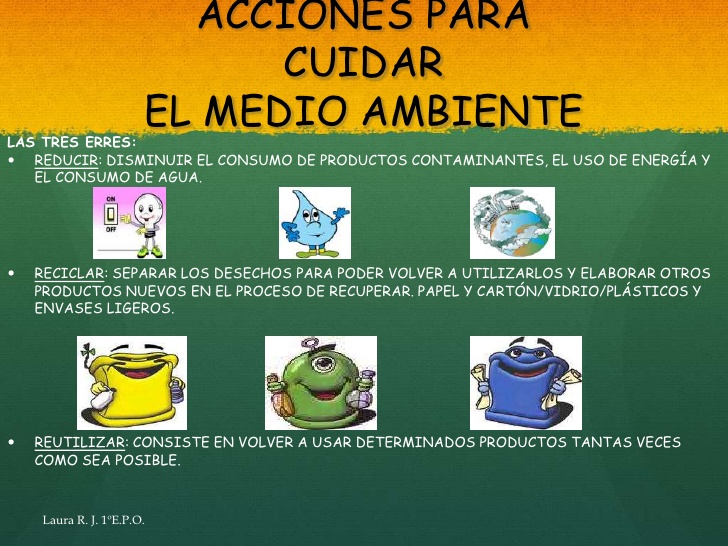 ACCIONES PARA
CUIDAR
EL MEDIO AMBIENTE
LAS TRES ERRES:
• REDUCIR: DISMINUIR EL CONSUMO DE PRODUCTOS CONTAMINANTES, EL USO DE ENERGÍA Y
EL CONSUMO DE AGUA.
ON
OFF
• RECICLAR: SEPARAR LOS DESECHOS PARA PODER VOLVER A UTILIZARLOS Y ELABORAR OTROS
PRODUCTOS NUEVOS EN EL PROCESO DE RECUPERAR. PAPEL Y CARTÓN/VIDRIO/PLÁSTICOS Y
ENVASES LIGEROS.
• REUTILIZAR: CONSISTE EN VOLVER A USAR DETERMINADOS PRODUCTOS TANTAS VECES
COMO SEA POSIBLE.
Laura R. J. 1ºE.P.O.